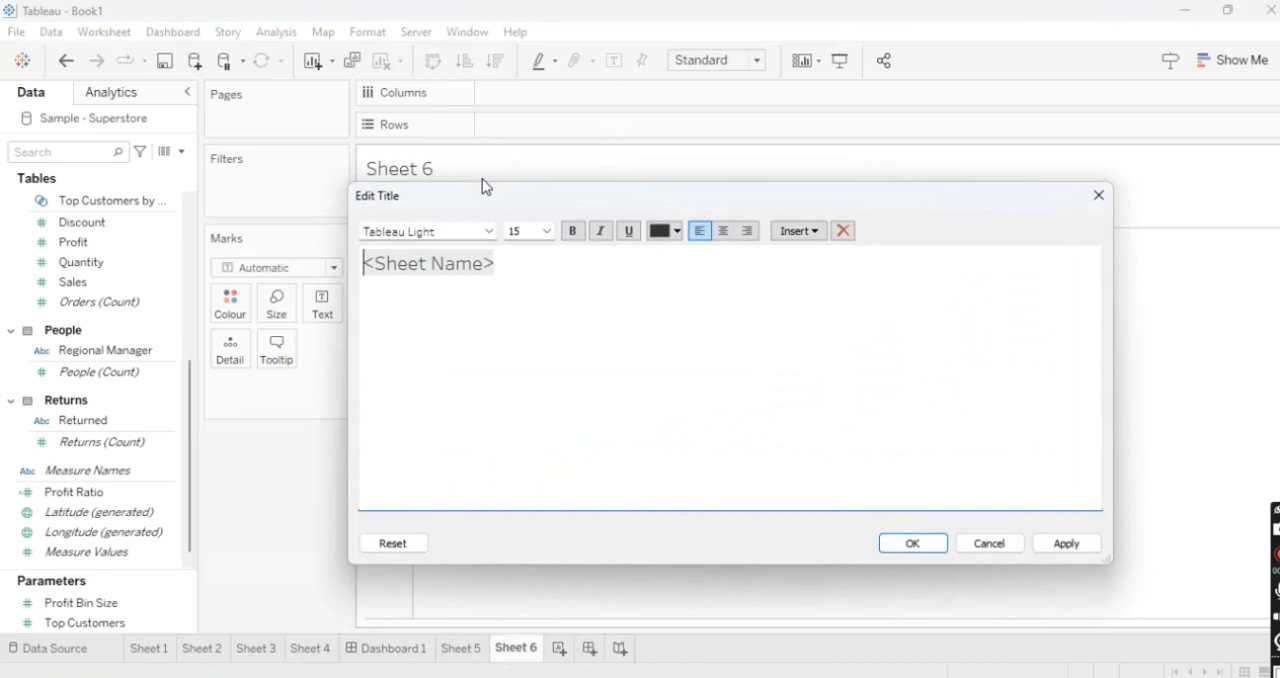 Tableau - Book1
File Data Worksheet Dashboard Story Analysis Map Format Server Window Help
Standard
Show Me
Data Analytics
Sample - Superstore
Search
Tables
Top Customers by ...
Discount
Profit
Quantity
Sales
Orders (Count)
People
Abc Regional Manager
People (Count)
Returns
Abc Returned
Returns (Count)
Abc Measure Names
Profit Ratio
Latitude (generated)
Longitude (generated)
Measure Values
Parameters
Profit Bin Size
Top Customers
Pages
Filters
Marks
Automatic
Colour Size Text
Detail Tooltip
Columns
Rows
Sheet 6
Edit Title
Tableau Light 15 B I U Insert
<Sheet Name>
Reset OK Cancel Apply
Data Source Sheet 1 Sheet 2 Sheet 3 Sheet 4 Dashboard 1 Sheet 5 Sheet 6